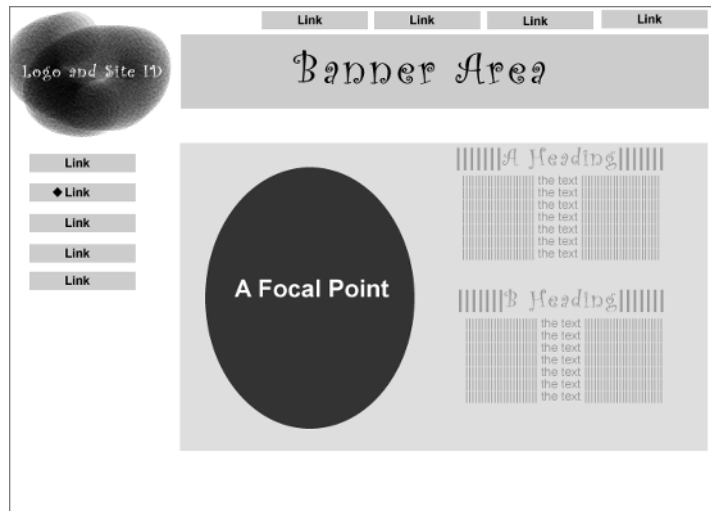 Link Link Link Link
Logo and Site ID
Banner Area
Link
◆Link
Link
Link
Link
A Focal Point
A Heading
the text
the text
the text
the text
the text
the text
the text
B Heading
the text
the text
the text
the text
the text
the text
the text